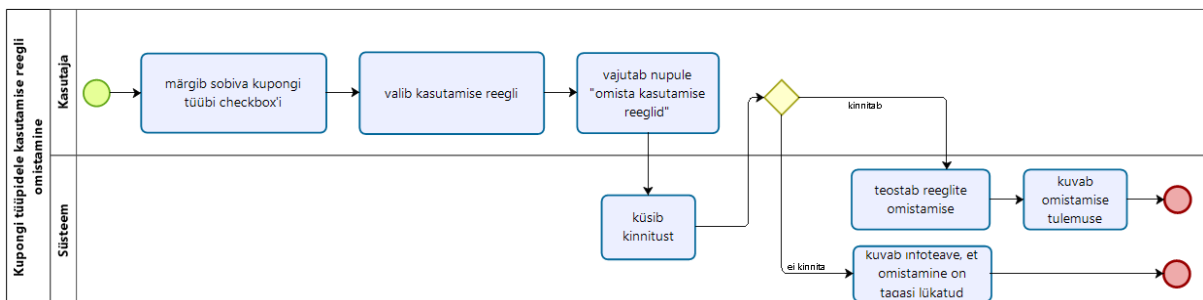 Kupongi tüüpidele kasutamise reegli
omistamine
Kasutaja
märgib sobiva kupongi
tüübi checkbox'i
valib kasutamise reegli
vajutab nupule
"omista kasutamise
reeglid"
kinnitab
Süsteem
küsib
kinnitust
teostab reeglite
omistamise
kuvab
omistamise
tulemuse
ei kinnita
kuvab infoteave, et
omistamine on
tagasi lükatud